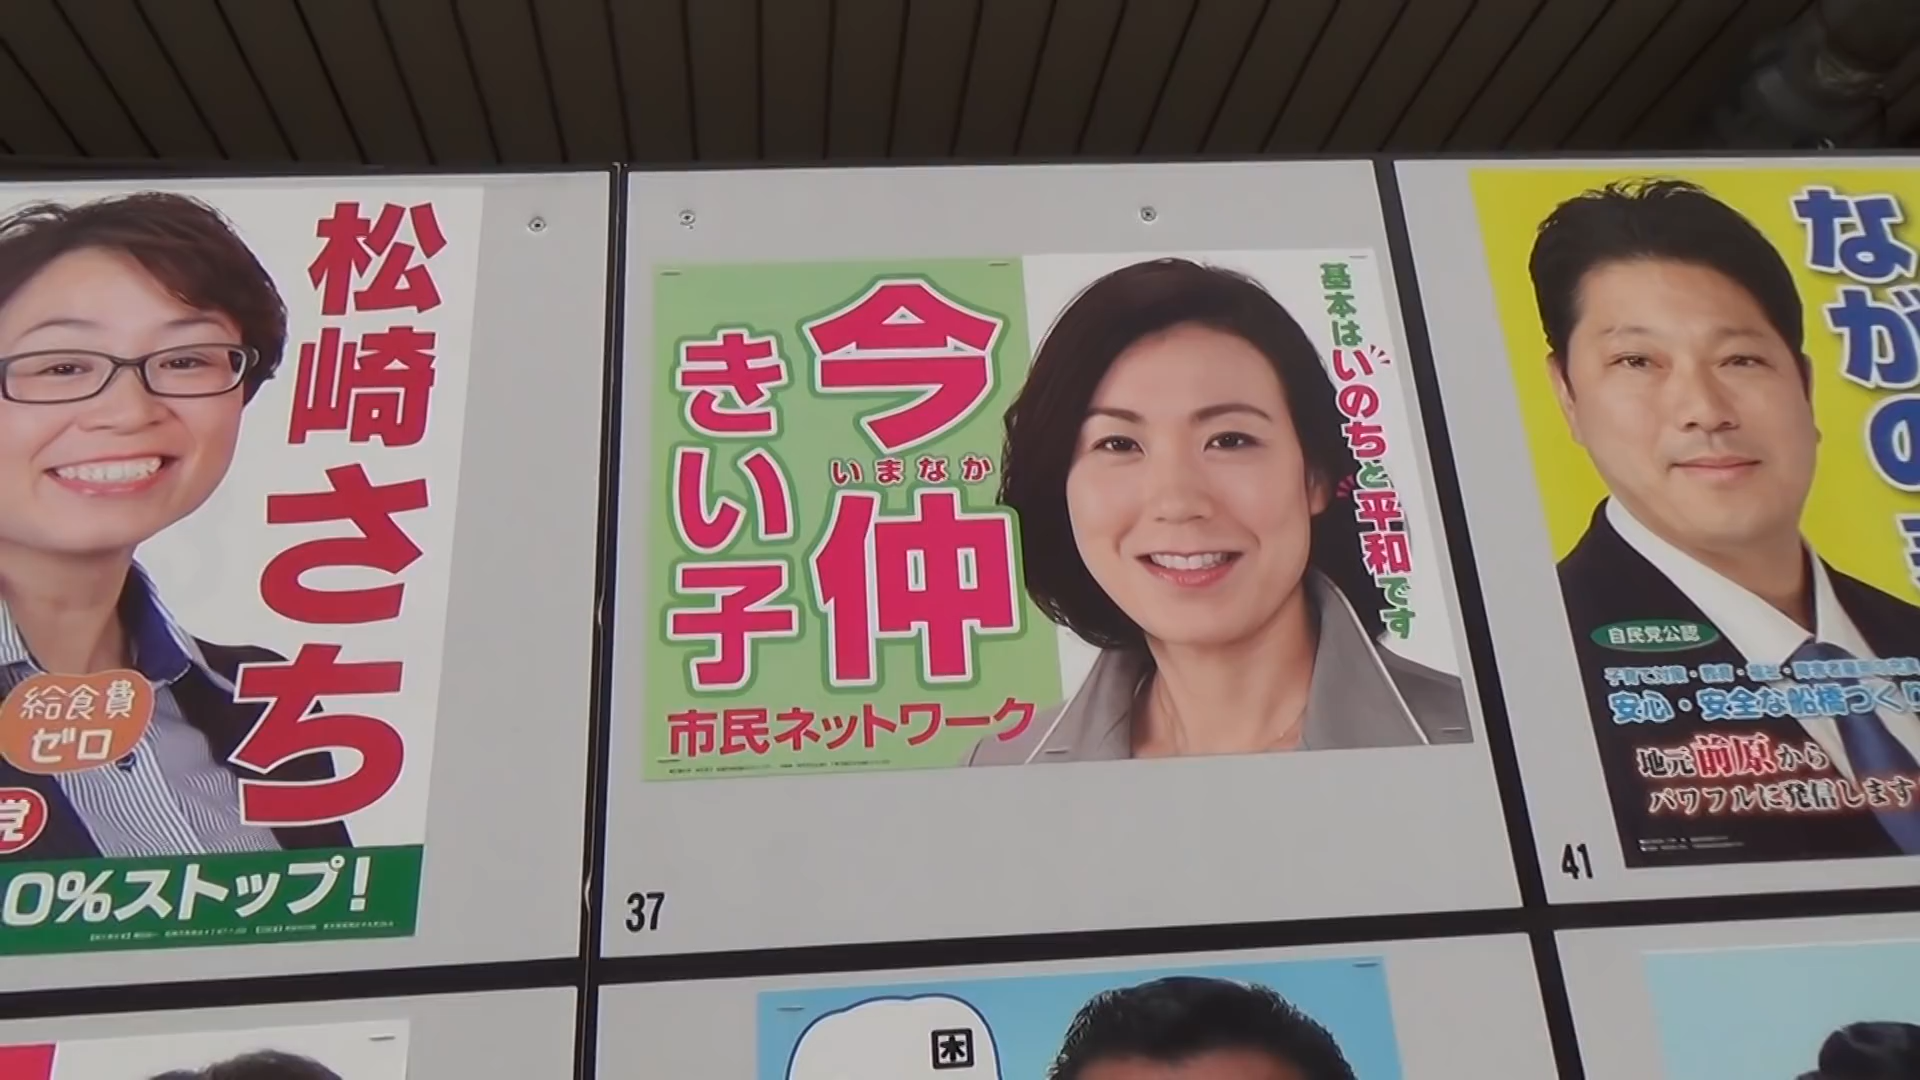 松崎さち
給食費
ゼロ
党
0%ストップ!
今仲
いまなか
きい子
市民ネットワーク
基本はいのちと平和です
37
なが
自民党公認
安心・安全な船橋づくり
地元前原から
パワフルに発信します
41
困